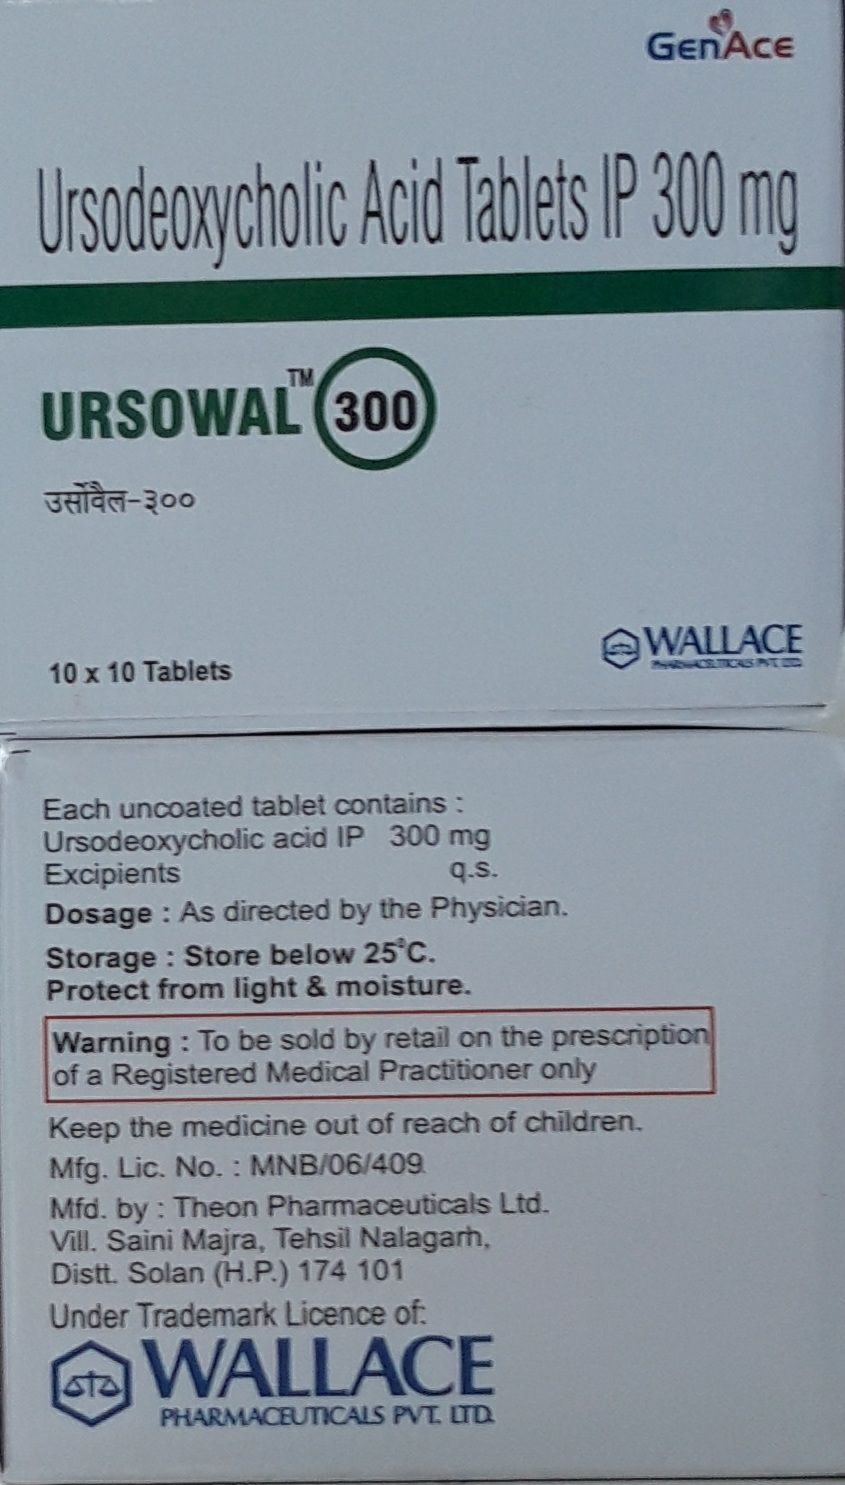 GenAce
Ursodeoxycholic Acid Tablets IP 300 mg
URSOWAL™ 300
उर्सोवैल-३००
WALLACE
PHARMACEUTICALS PVT. LTD.
10 x 10 Tablets
Each uncoated tablet contains :
Ursodeoxycholic acid IP 300 mg
Excipients q.s.
Dosage : As directed by the Physician.
Storage : Store below 25°C.
Protect from light & moisture.
Warning : To be sold by retail on the prescription
of a Registered Medical Practitioner only
Keep the medicine out of reach of children.
Mfg. Lic. No. : MNB/06/409
Mfd. by : Theon Pharmaceuticals Ltd.
Vill. Saini Majra, Tehsil Nalagarh,
Distt. Solan (H.P.) 174 101
Under Trademark Licence of:
WALLACE
PHARMACEUTICALS PVT. LTD.